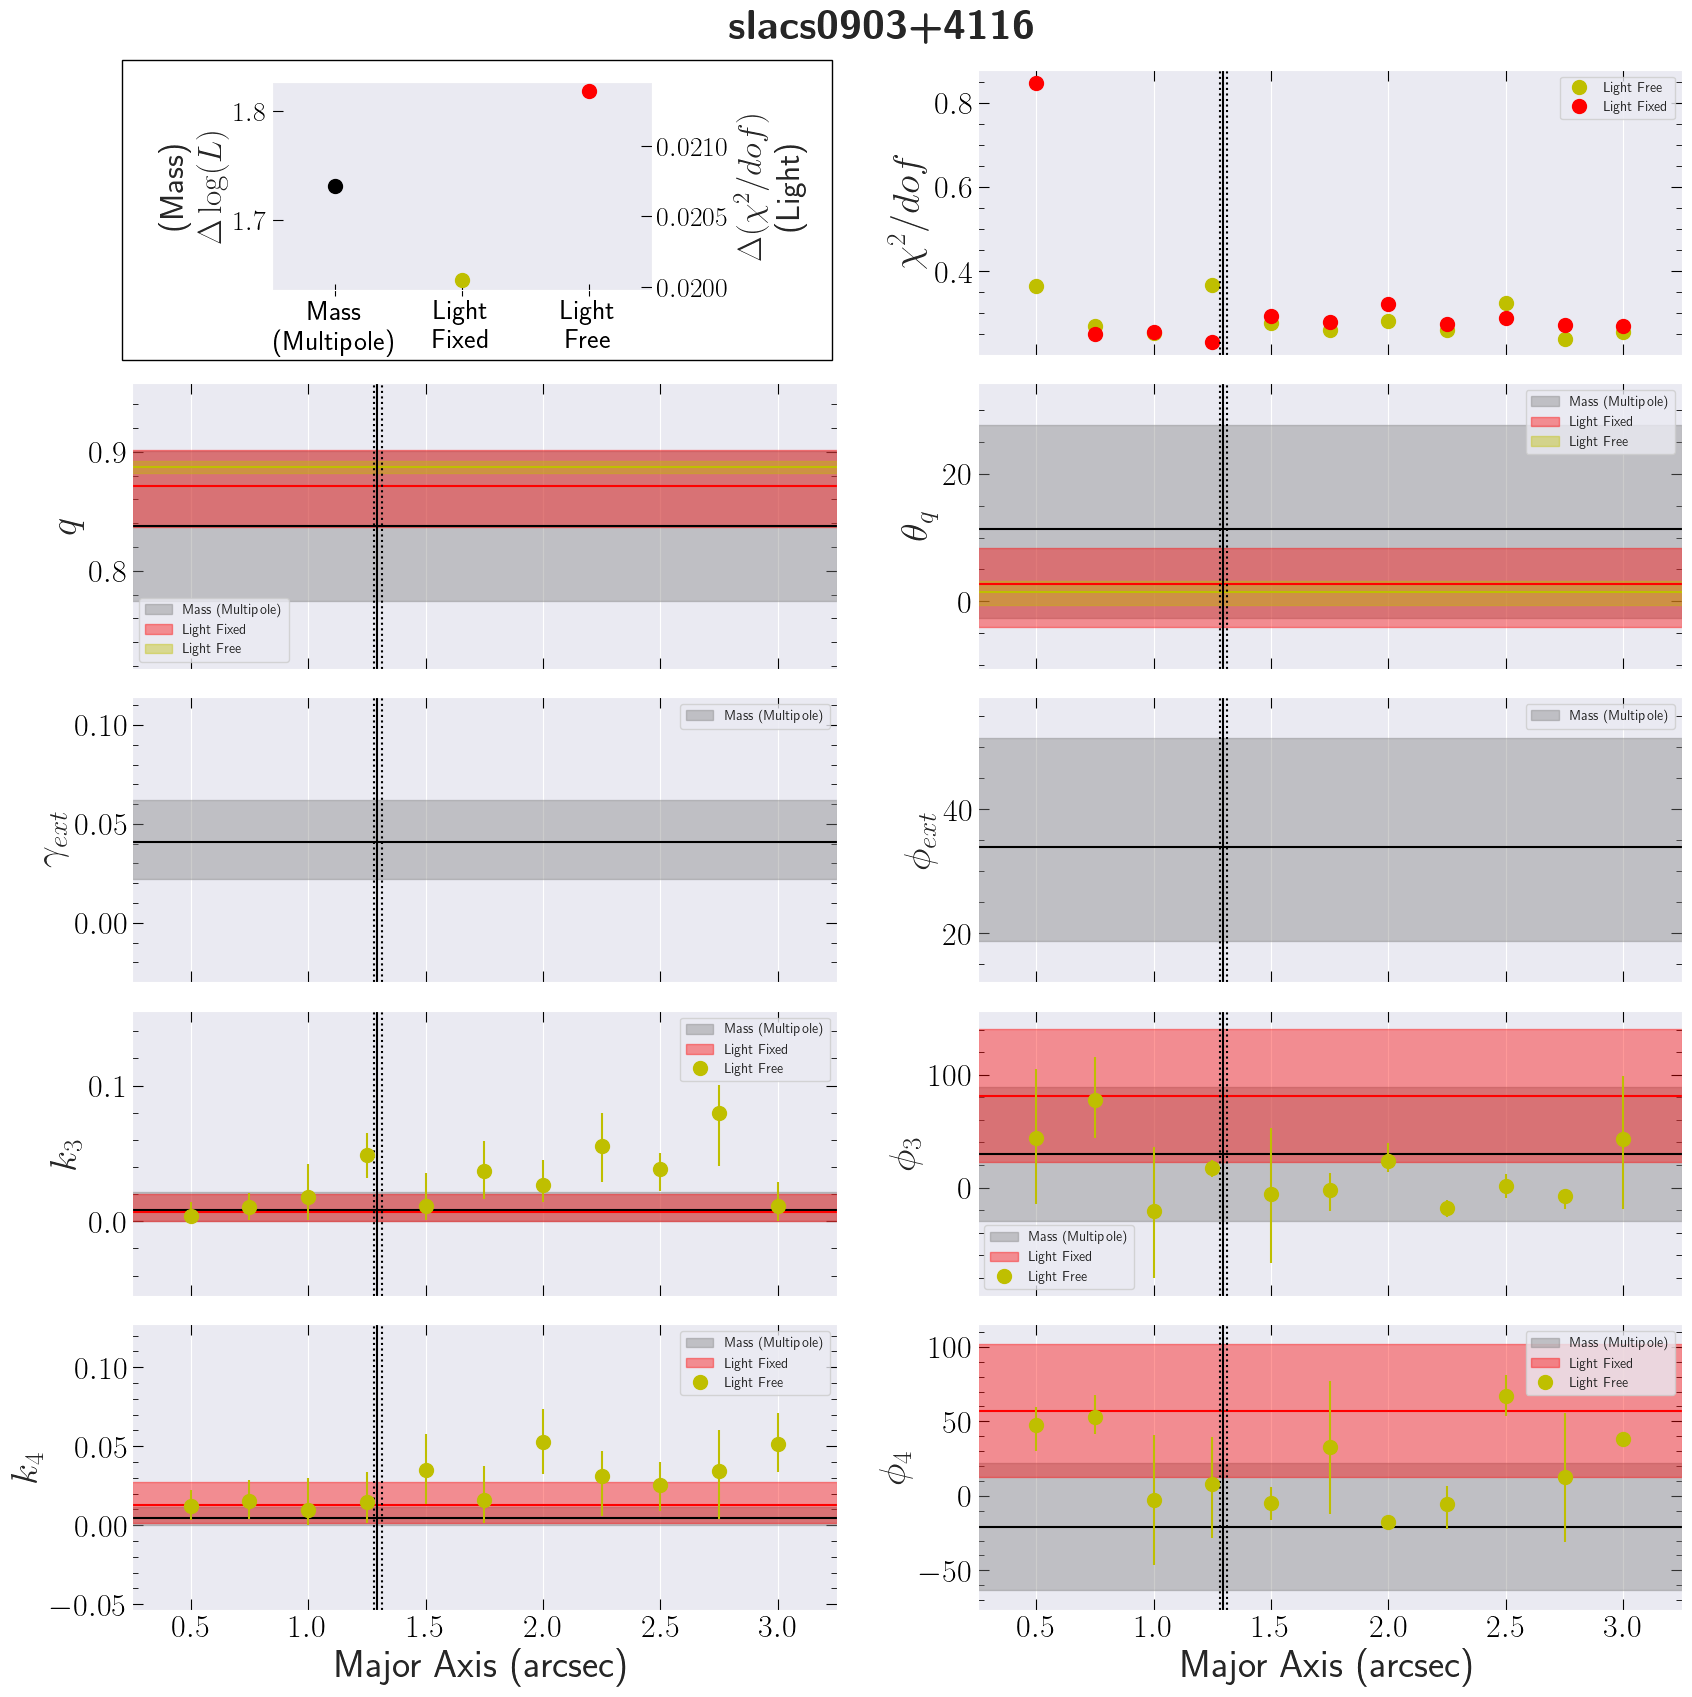 slacs0903+4116
(Mass)
Δ log(L)
1.8
1.7
0.0210
0.0205
0.0200
Δ(χ²/dof)
(Light)
Mass
(Multipole)
Light
Fixed
Light
Free
χ²/dof
0.8
0.6
0.4
Light Free
Light Fixed
q
0.9
0.8
Mass (Multipole)
Light Fixed
Light Free
θ_q
20
0
Mass (Multipole)
Light Fixed
Light Free
γ_ext
0.10
0.05
0.00
Mass (Multipole)
ϕ_ext
40
20
Mass (Multipole)
k_3
0.1
0.0
Mass (Multipole)
Light Fixed
Light Free
ϕ_3
100
0
Mass (Multipole)
Light Fixed
Light Free
k_4
0.10
0.05
0.00
−0.05
Mass (Multipole)
Light Fixed
Light Free
0.5 1.0 1.5 2.0 2.5 3.0
Major Axis (arcsec)
ϕ_4
100
50
0
−50
Mass (Multipole)
Light Fixed
Light Free
0.5 1.0 1.5 2.0 2.5 3.0
Major Axis (arcsec)